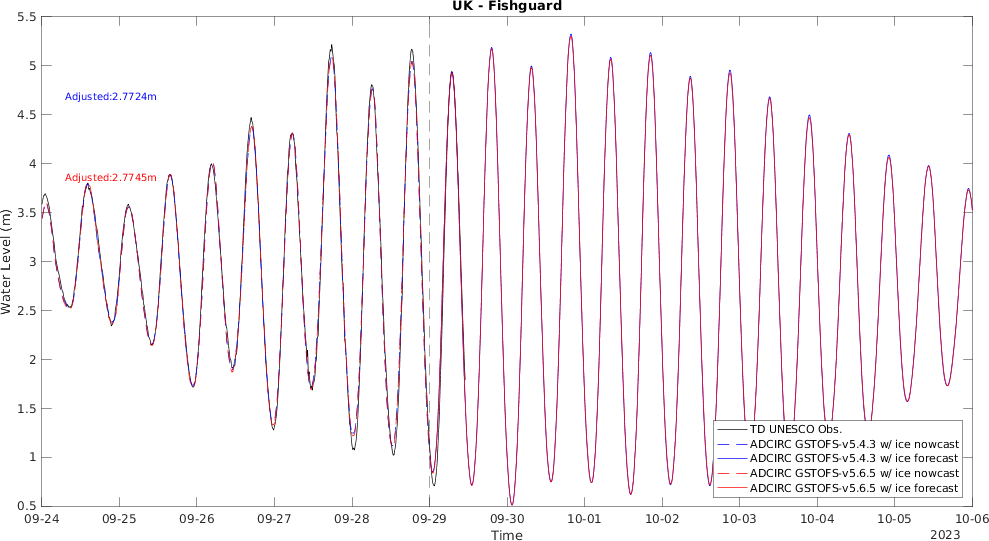 UK - Fishguard
5.5
5
4.5
4
3.5
3
2.5
2
1.5
1
0.5
Water Level (m)
Adjusted:2.7724m
Adjusted:2.7745m
TD UNESCO Obs.
ADCIRC GSTOFS-v5.4.3 w/ ice nowcast
ADCIRC GSTOFS-v5.4.3 w/ ice forecast
ADCIRC GSTOFS-v5.6.5 w/ ice nowcast
ADCIRC GSTOFS-v5.6.5 w/ ice forecast
09-24 09-25 09-26 09-27 09-28 09-29 09-30 10-01 10-02 10-03 10-04 10-05 10-06
Time
2023